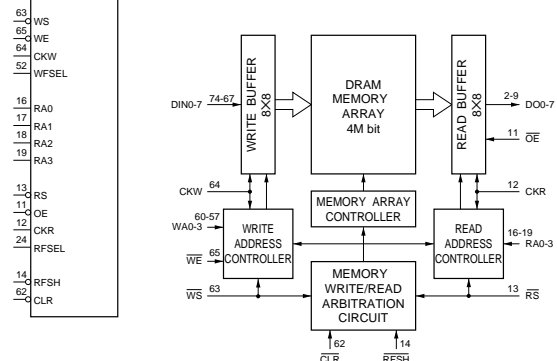 63 WS
65 WE
64 CKW
52 WFSEL
16 RA0
17 RA1
18 RA2
19 RA3
13 RS
11 OE
12 CKR
24 RFSEL
14 RFSH
62 CLR
DIN0-7 74-67
WRITE BUFFER
8×8
DRAM
MEMORY
ARRAY
4M bit
READ BUFFER
8×8
2-9 DO0-7
11 OE
CKW 64
12 CKR
MEMORY ARRAY
CONTROLLER
WA0-3 60-57
WE 65
WRITE
ADDRESS
CONTROLLER
READ
ADDRESS
CONTROLLER
16-19 RA0-3
WS 63
MEMORY
WRITE/READ
ARBITRATION
CIRCUIT
13 RS
62 14
CLR RFSH